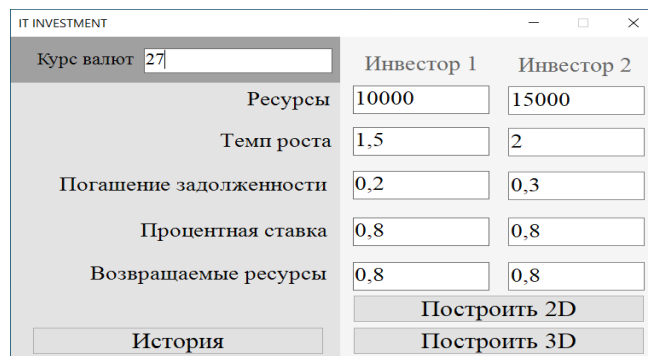 IT INVESTMENT
Курс валют 27
Инвестор 1 Инвестор 2
Ресурсы 10000 15000
Темп роста 1,5 2
Погашение задолженности 0,2 0,3
Процентная ставка 0,8 0,8
Возвращаемые ресурсы 0,8 0,8
Построить 2D
История Построить 3D